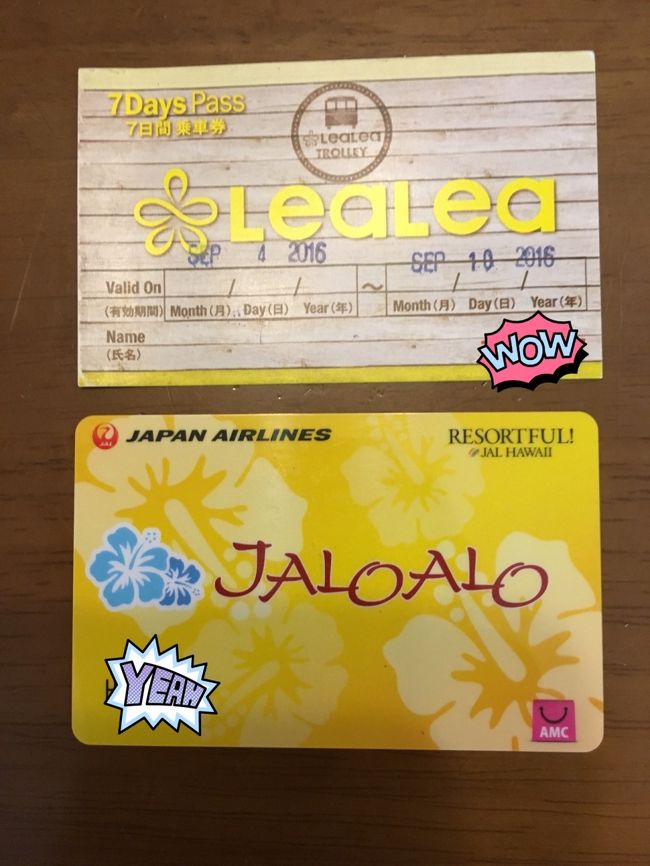 7Days Pass
7日間 乗車券
LeaLea
TROLLEY
LeaLea
SEP 4 2016
SEP 10 2016
Valid On / / ~ / /
(有効期間) Month (月) Day (日) Year (年) Month (月) Day (日) Year (年)
Name
(氏名)
WOW
JAL JAPAN AIRLINES
RESORTFUL!
JAL HAWAII
JALOALO
YEAH
AMC